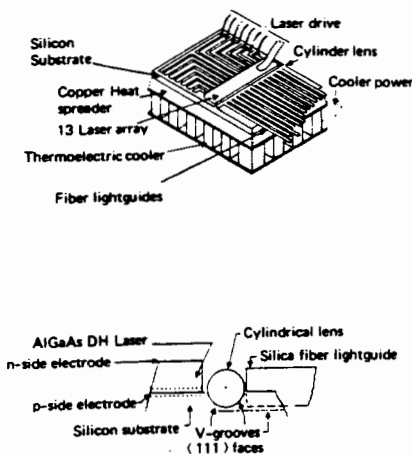 Laser drive
Silicon
Substrate
Cylinder lens
Cooler power
Copper Heat
spreader
13 Laser array
Thermoelectric cooler
Fiber lightguides
AlGaAs DH Laser
Cylindrical lens
n-side electrode
Silica fiber lightguide
p-side electrode
Silicon substrate
V-grooves
(111) faces